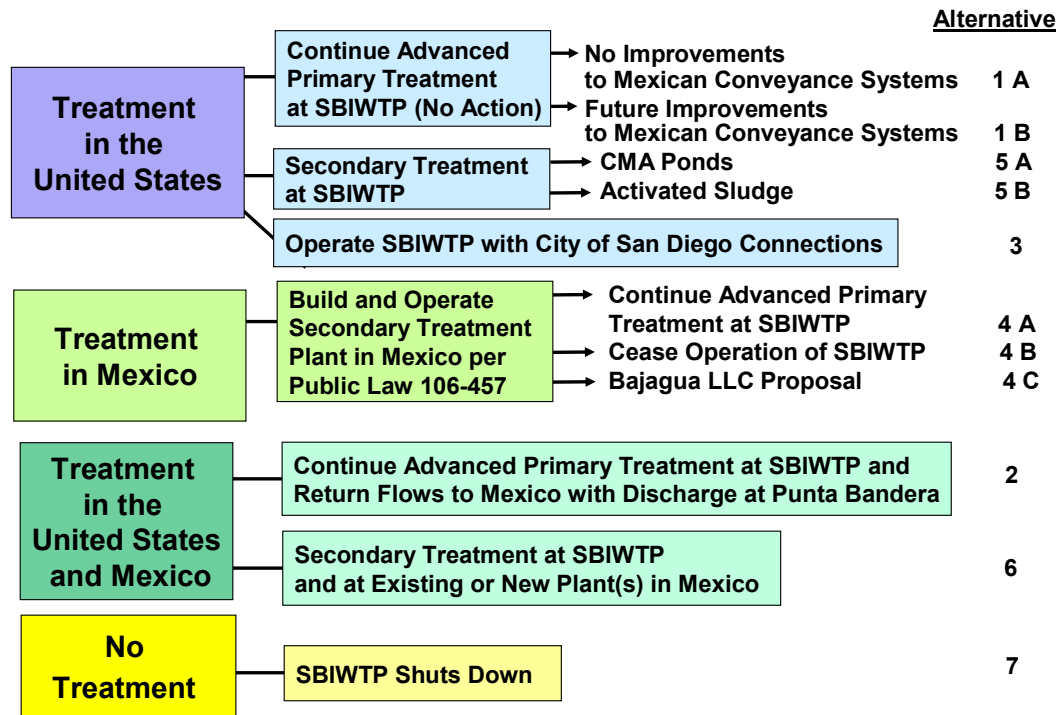 Alternative
Treatment
in the
United States
Continue Advanced
Primary Treatment
at SBIWTP (No Action)
No Improvements
to Mexican Conveyance Systems 1 A
Future Improvements
to Mexican Conveyance Systems 1 B
Secondary Treatment
at SBIWTP
CMA Ponds 5 A
Activated Sludge 5 B
Operate SBIWTP with City of San Diego Connections 3
Treatment
in Mexico
Build and Operate
Secondary Treatment
Plant in Mexico per
Public Law 106-457
Continue Advanced Primary
Treatment at SBIWTP 4 A
Cease Operation of SBIWTP 4 B
Bajagua LLC Proposal 4 C
Treatment
in the
United States
and Mexico
Continue Advanced Primary Treatment at SBIWTP and
Return Flows to Mexico with Discharge at Punta Bandera 2
Secondary Treatment at SBIWTP
and at Existing or New Plant(s) in Mexico 6
No
Treatment
SBIWTP Shuts Down 7